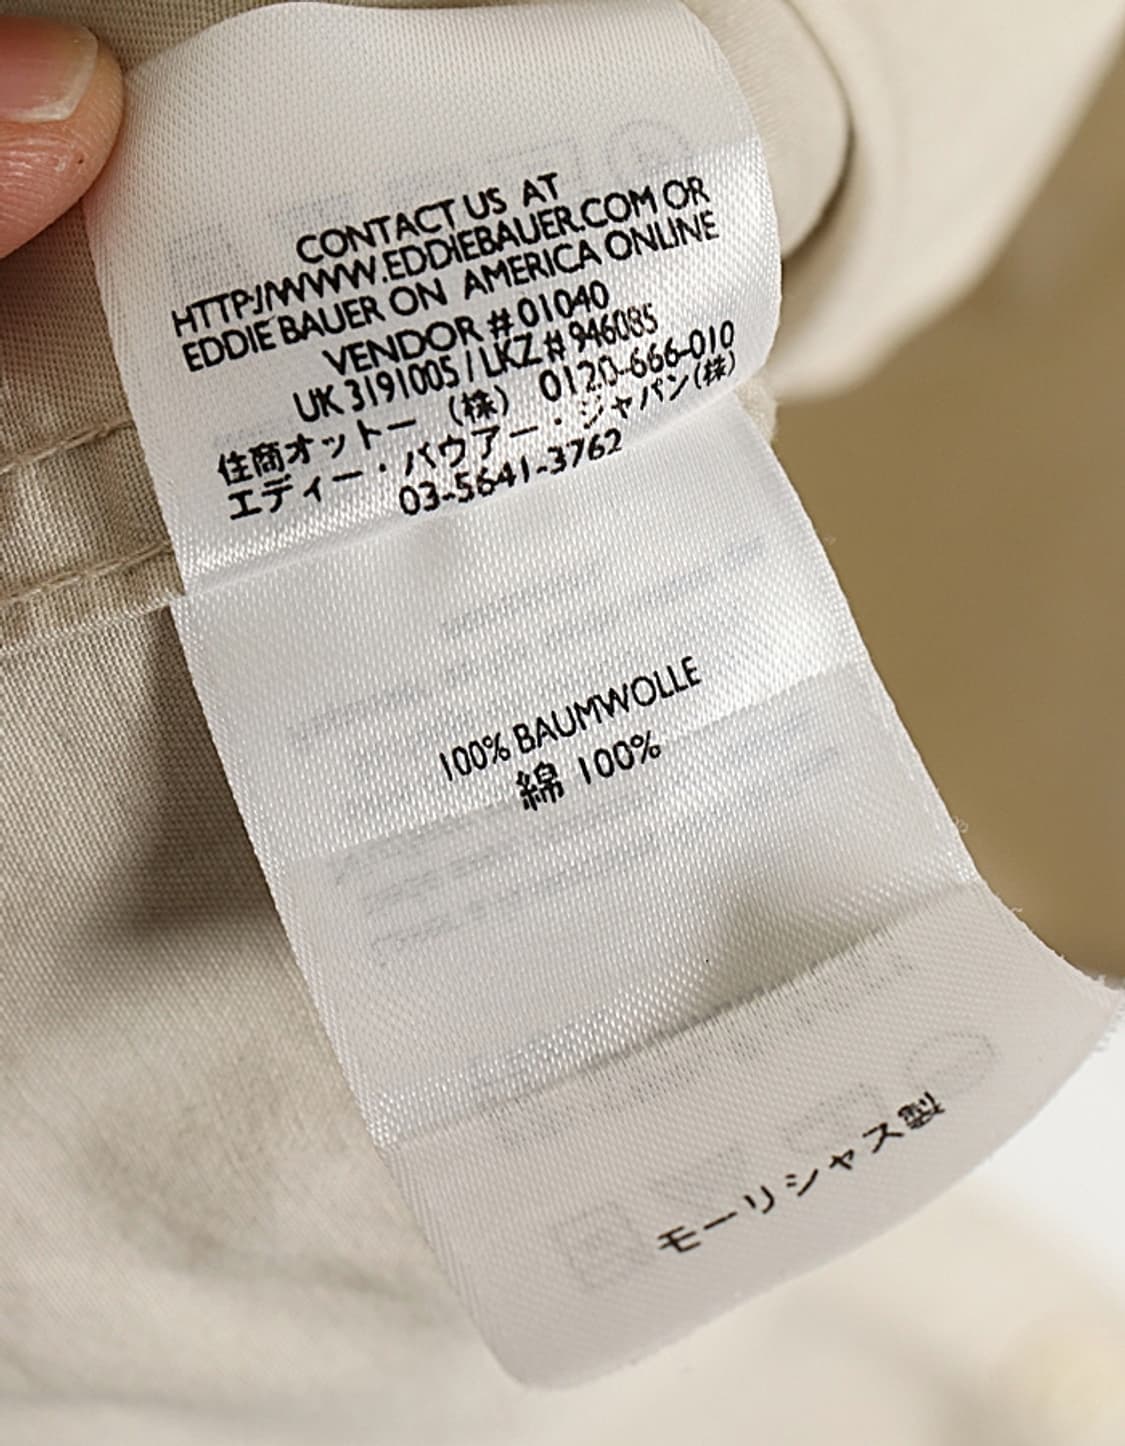 CONTACT US AT
HTTP://WWW.EDDIEBAUER.COM OR
EDDIE BAUER ON AMERICA ONLINE
VENDOR # 01040
UK 3191005 / LKZ # 946085
住商オットー (株) 0120-666-010
エディー・バウアー・ジャパン(株)
03-5641-3762
100% BAUMWOLLE
綿 100%
モーリシャス製